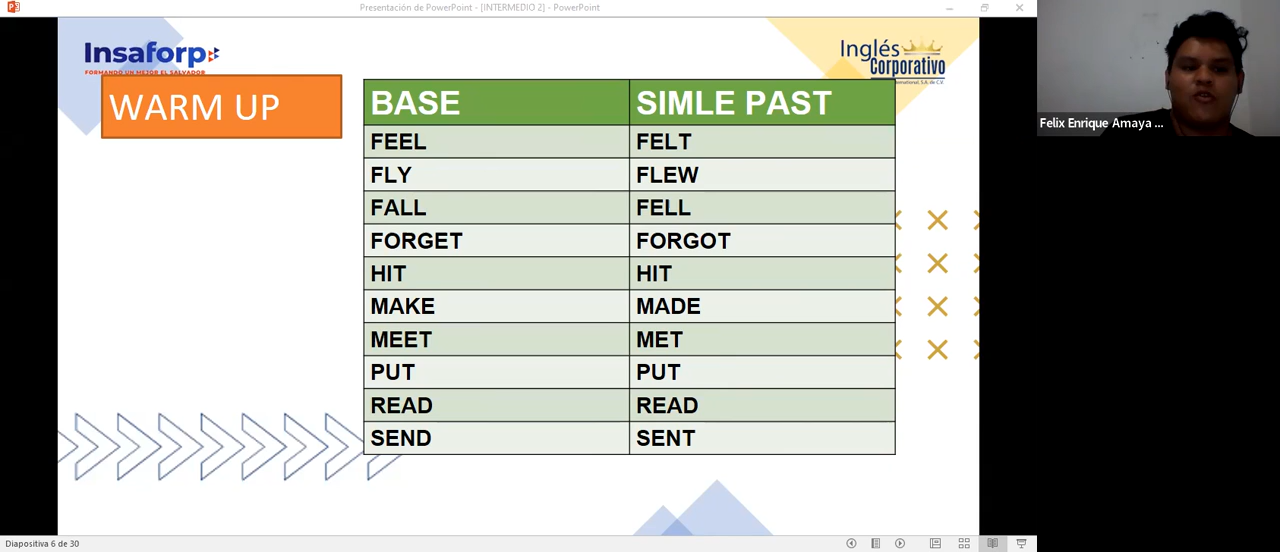 Presentación de PowerPoint - [INTERMEDIO 2] - PowerPoint
Insaforp
FORMANDO UN MEJOR EL SALVADOR
Inglés
Corporativo
International, S.A. de C.V.
WARM UP
BASE SIMLE PAST
FEEL FELT
FLY FLEW
FALL FELL
FORGET FORGOT
HIT HIT
MAKE MADE
MEET MET
PUT PUT
READ READ
SEND SENT
Felix Enrique Amaya ...
Diapositiva 6 de 30